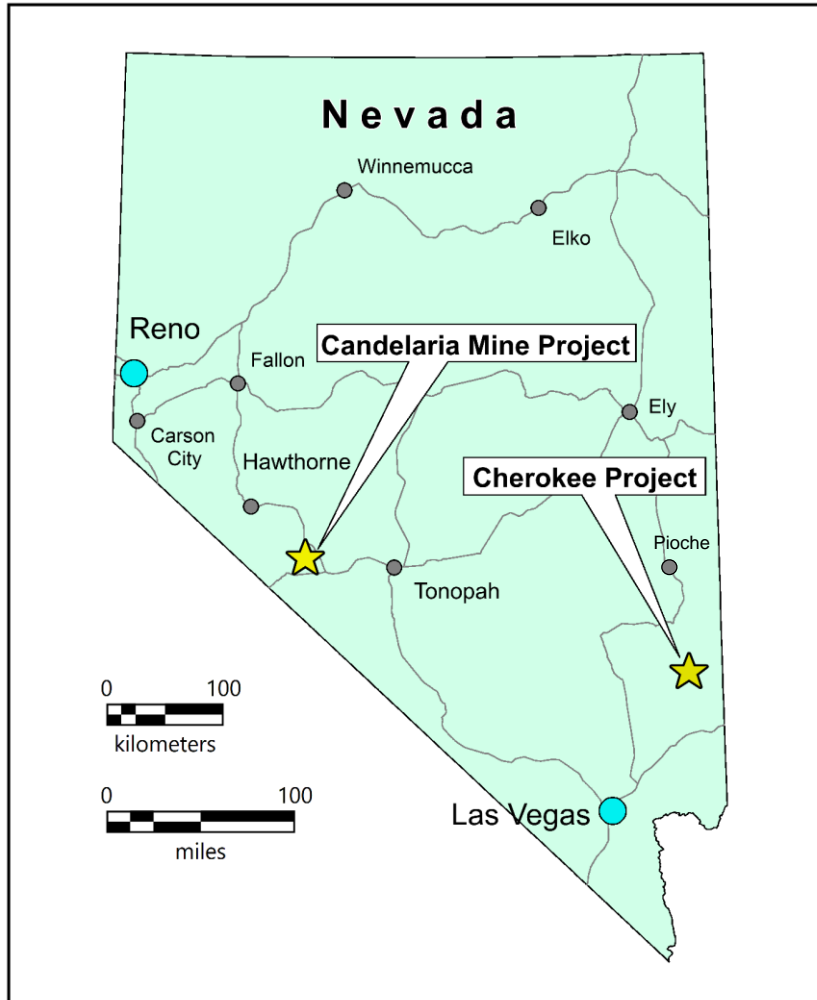 Nevada
Winnemucca
Elko
Reno
Candelaria Mine Project
Fallon
Ely
Carson
City
Hawthorne
Cherokee Project
Pioche
Tonopah
0 100
kilometers
0 100
miles
Las Vegas